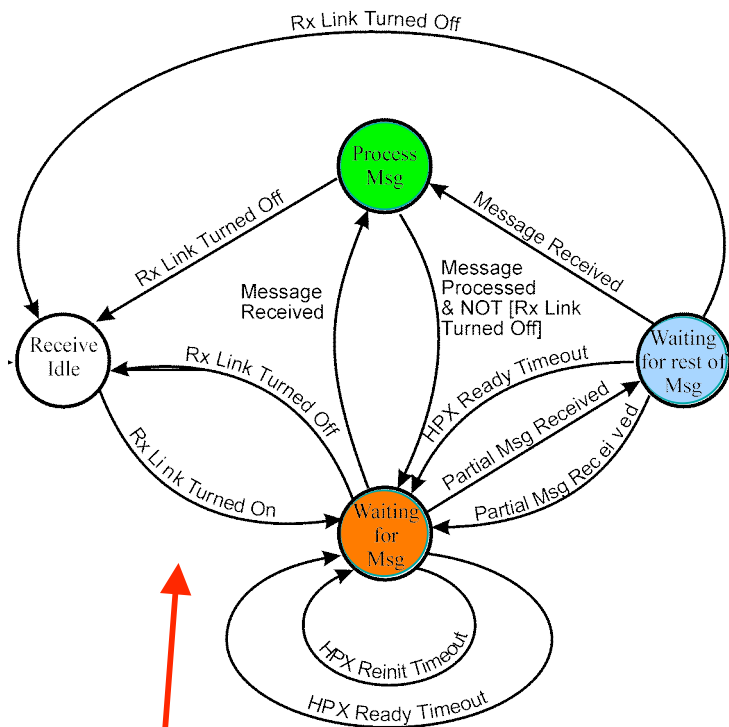 Rx Link Turned Off
Process
Msg
Rx Link Turned Off
Message Received
Message
Received
Message
Processed
& NOT [Rx Link
Turned Off]
Receive
Idle
Rx Link Turned Off
HPX Ready Timeout
Waiting
for rest of
Msg
Partial Msg Received
Partial Msg Received
Rx Link Turned On
Waiting
for
Msg
HPX Reinit Timeout
HPX Ready Timeout